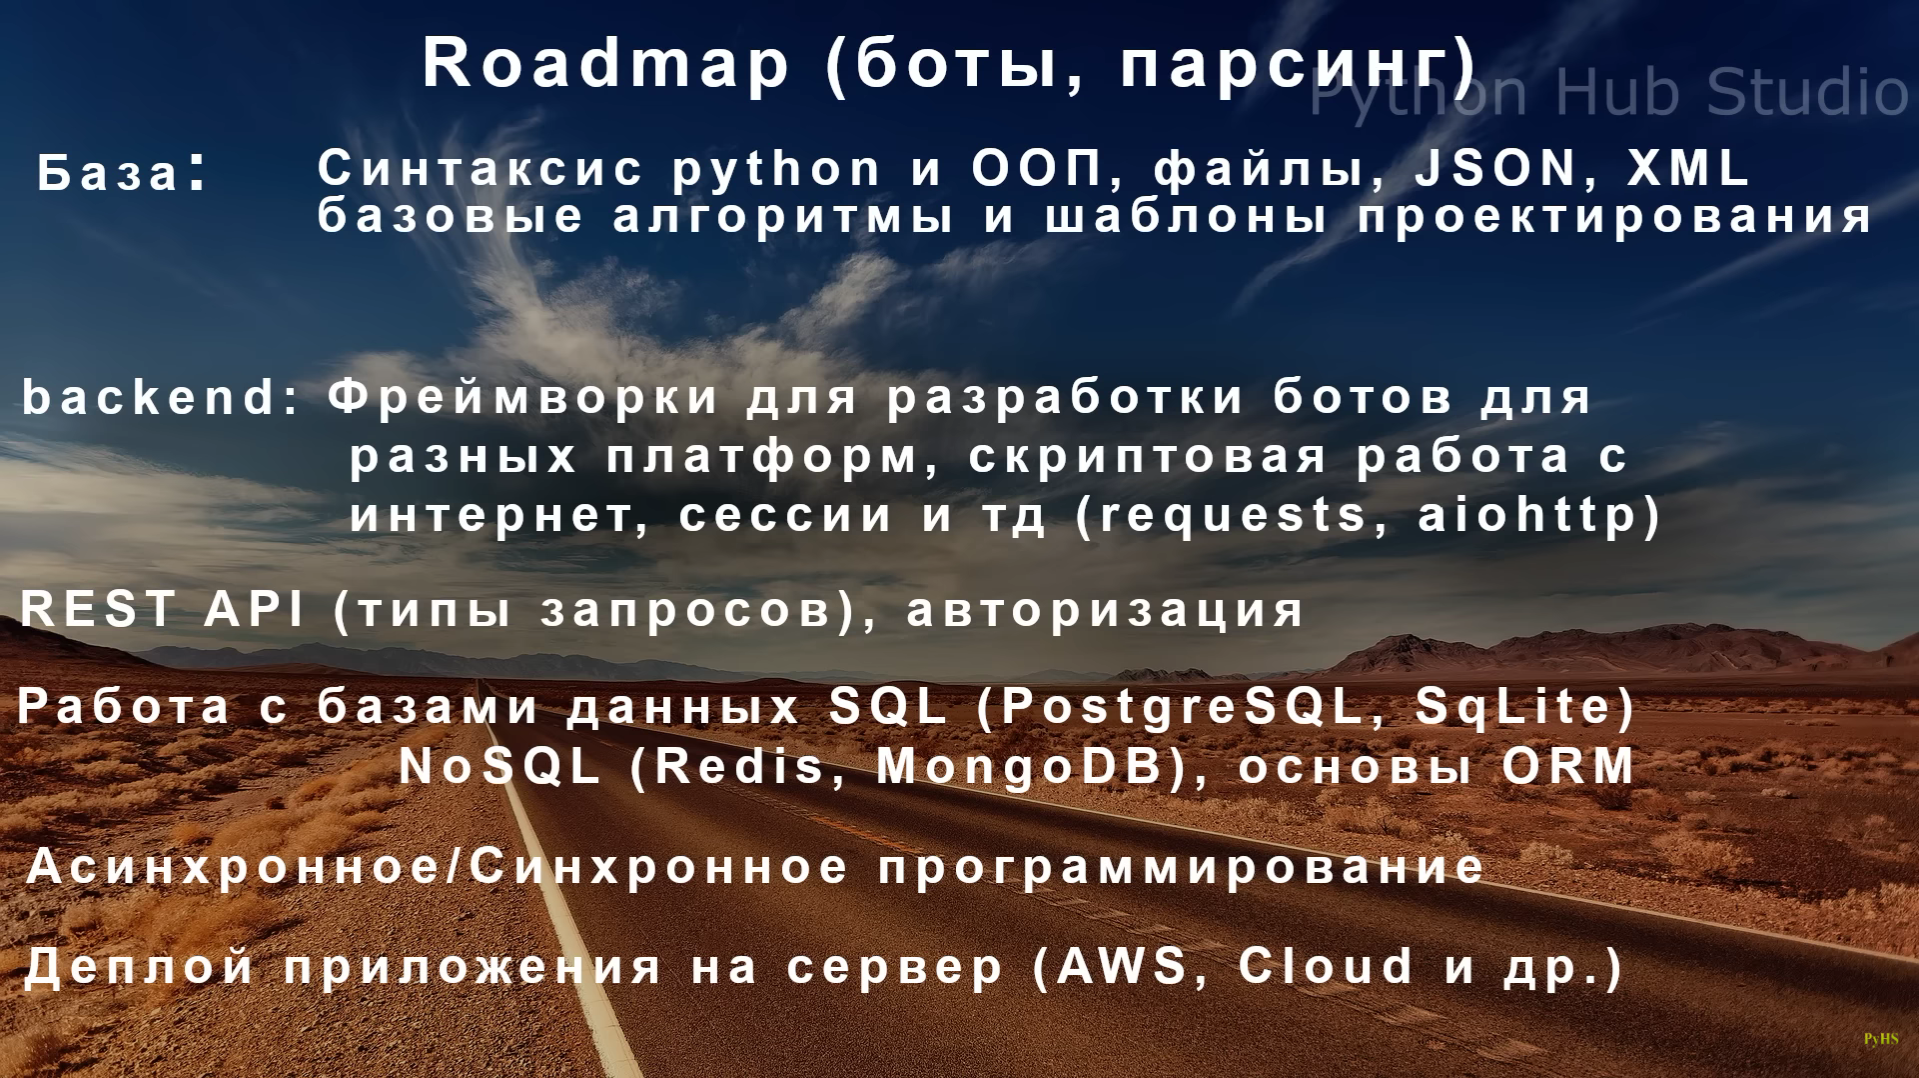 Roadmap (боты, парсинг)
Python Hub Studio
База: Синтаксис python и ООП, файлы, JSON, XML
базовые алгоритмы и шаблоны проектирования
backend: Фреймворки для разработки ботов для
разных платформ, скриптовая работа с
интернет, сессии и тд (requests, aiohttp)
REST API (типы запросов), авторизация
Работа с базами данных SQL (PostgreSQL, SqLite)
NoSQL (Redis, MongoDB), основы ORM
Асинхронное/Синхронное программирование
Деплой приложения на сервер (AWS, Cloud и др.)
PyHS